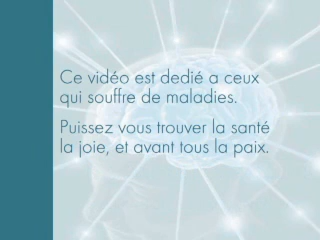 Ce vidéo est dedié a ceux
qui souffre de maladies.
Puissez vous trouver la santé
la joie, et avant tous la paix.